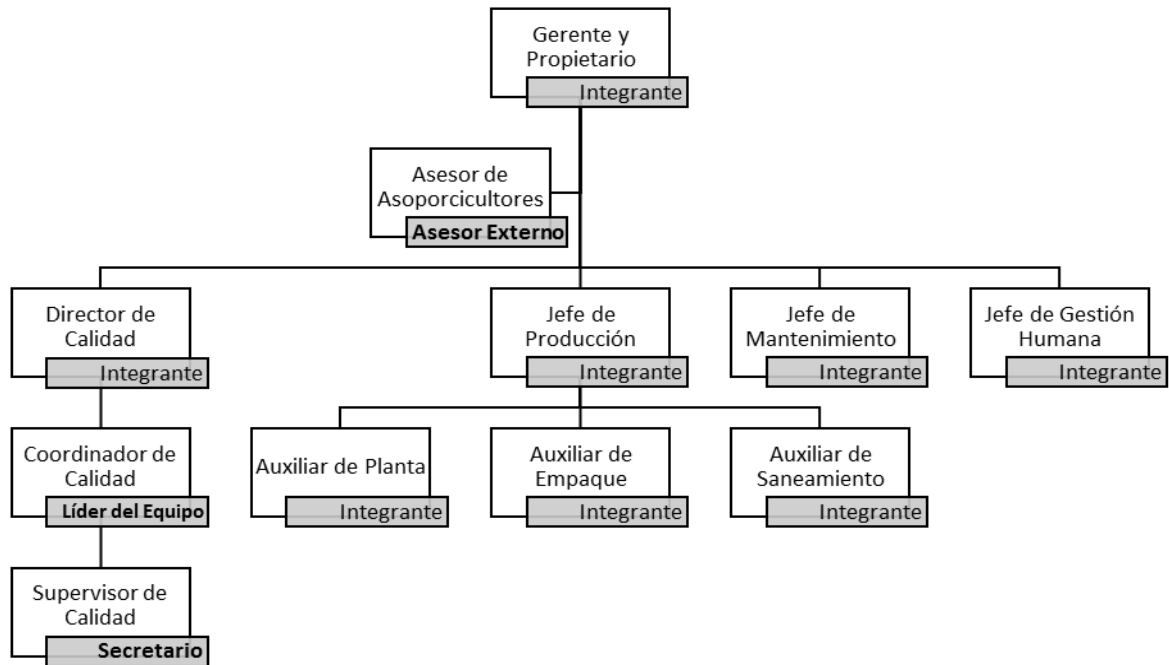 Gerente y
Propietario
Integrante
Asesor de
Asoporcicultores
Asesor Externo
Director de
Calidad
Integrante
Jefe de
Producción
Integrante
Jefe de
Mantenimiento
Integrante
Jefe de Gestión
Humana
Integrante
Coordinador de
Calidad
Líder del Equipo
Auxiliar de Planta
Integrante
Auxiliar de
Empaque
Integrante
Auxiliar de
Saneamiento
Integrante
Supervisor de
Calidad
Secretario